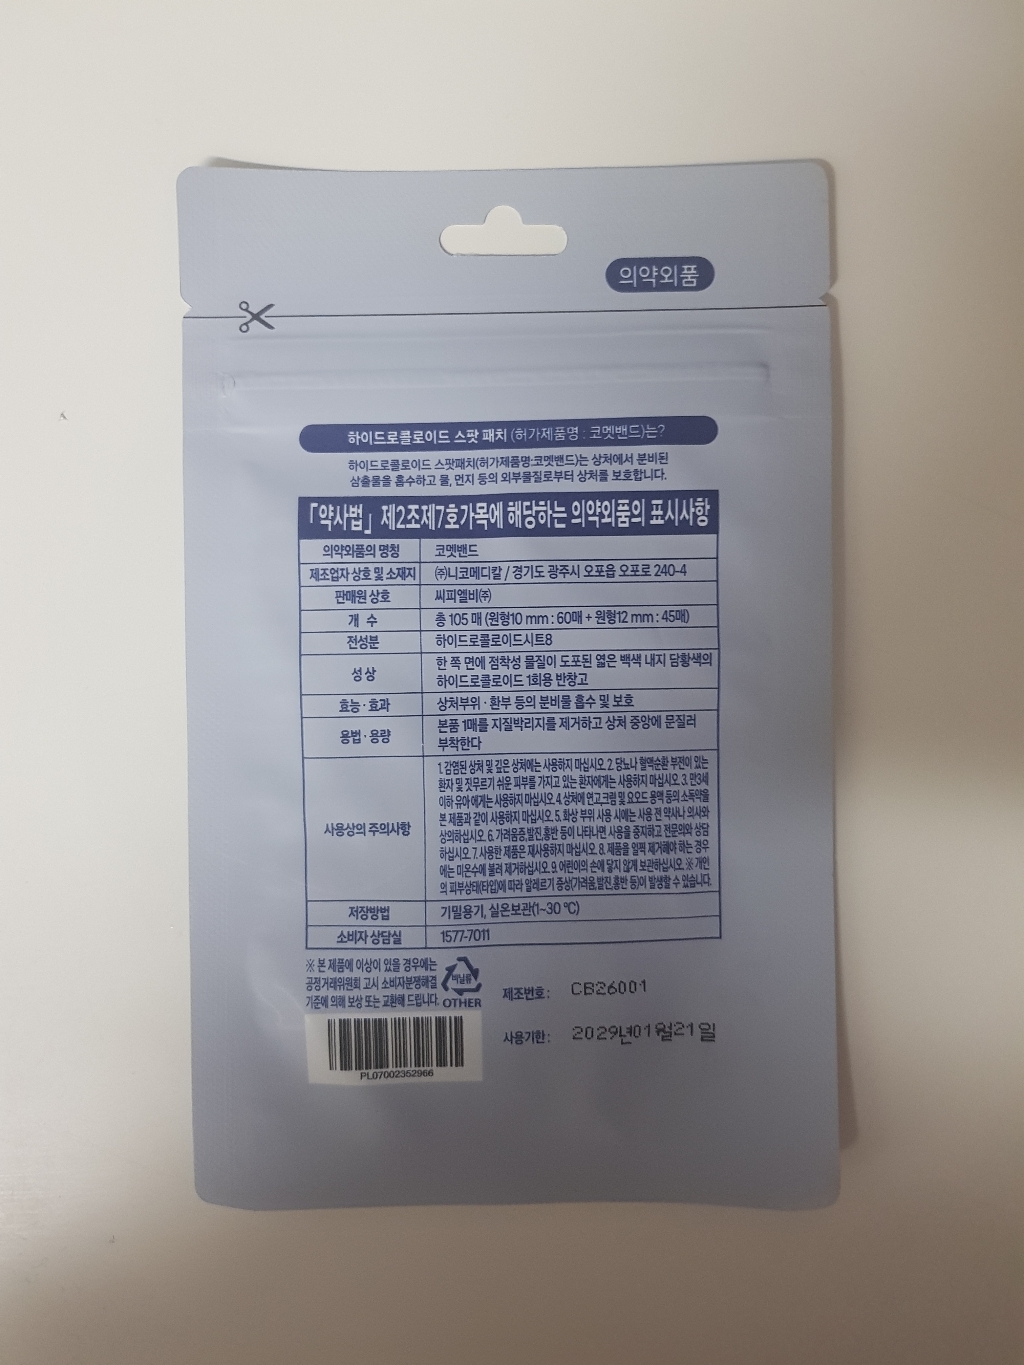 의약외품
하이드로콜로이드 스팟 패치 (허가제품명 : 코멧밴드)는?
하이드로콜로이드 스팟패치(허가제품명:코멧밴드)는 상처에서 분비된
삼출물을 흡수하고 물, 먼지 등의 외부물질로부터 상처를 보호합니다.
「약사법」 제2조제7호가목에 해당하는 의약외품의 표시사항
의약외품의 명칭 코멧밴드
제조업자 상호 및 소재지 ㈜니코메디칼 / 경기도 광주시 오포읍 오포로 240-4
판매원 상호 씨피엘비㈜
개 수 총 105 매 (원형10 mm : 60매 + 원형12 mm : 45매)
전성분 하이드로콜로이드시트8
성 상 한 쪽 면에 점착성 물질이 도포된 엷은 백색 내지 담황색의
하이드로콜로이드 1회용 반창고
효능·효과 상처부위·환부 등의 분비물 흡수 및 보호
용법·용량 본품 1매를 지질박리지를 제거하고 상처 중앙에 문질러
부착한다
사용상의 주의사항
1. 감염된 상처 및 깊은 상처에는 사용하지 마십시오. 2. 당뇨나 혈액순환 부전이 있는
환자 및 짓무르기 쉬운 피부를 가지고 있는 환자에게는 사용하지 마십시오. 3. 만3세
이하 유아에게는 사용하지 마십시오. 4. 상처에 연고,크림 및 요오드 용액 등의 소독약을
본 제품과 같이 사용하지 마십시오. 5. 화상 부위 사용 시에는 사용 전 약사나 의사와
상의하십시오. 6. 가려움증,발진,홍반 등이 나타나면 사용을 중지하고 전문의와 상담
하십시오. 7. 사용한 제품은 재사용하지 마십시오. 8. 제품을 일찍 제거해야 하는 경우
에는 미온수에 불려 제거하십시오. 9. 어린이의 손에 닿지 않게 보관하십시오. ※ 개인
의 피부상태(타입)에 따라 알레르기 증상(가려움,발진,홍반 등)이 발생할 수 있습니다.
저장방법 기밀용기, 실온보관(1~30 ℃)
소비자 상담실 1577-7011
※ 본 제품에 이상이 있을 경우에는
공정거래위원회 고시 소비자분쟁해결
기준에 의해 보상 또는 교환해 드립니다.
비닐류
OTHER
제조번호 : CB26001
사용기한 : 2029년01월21일
PL07002352966